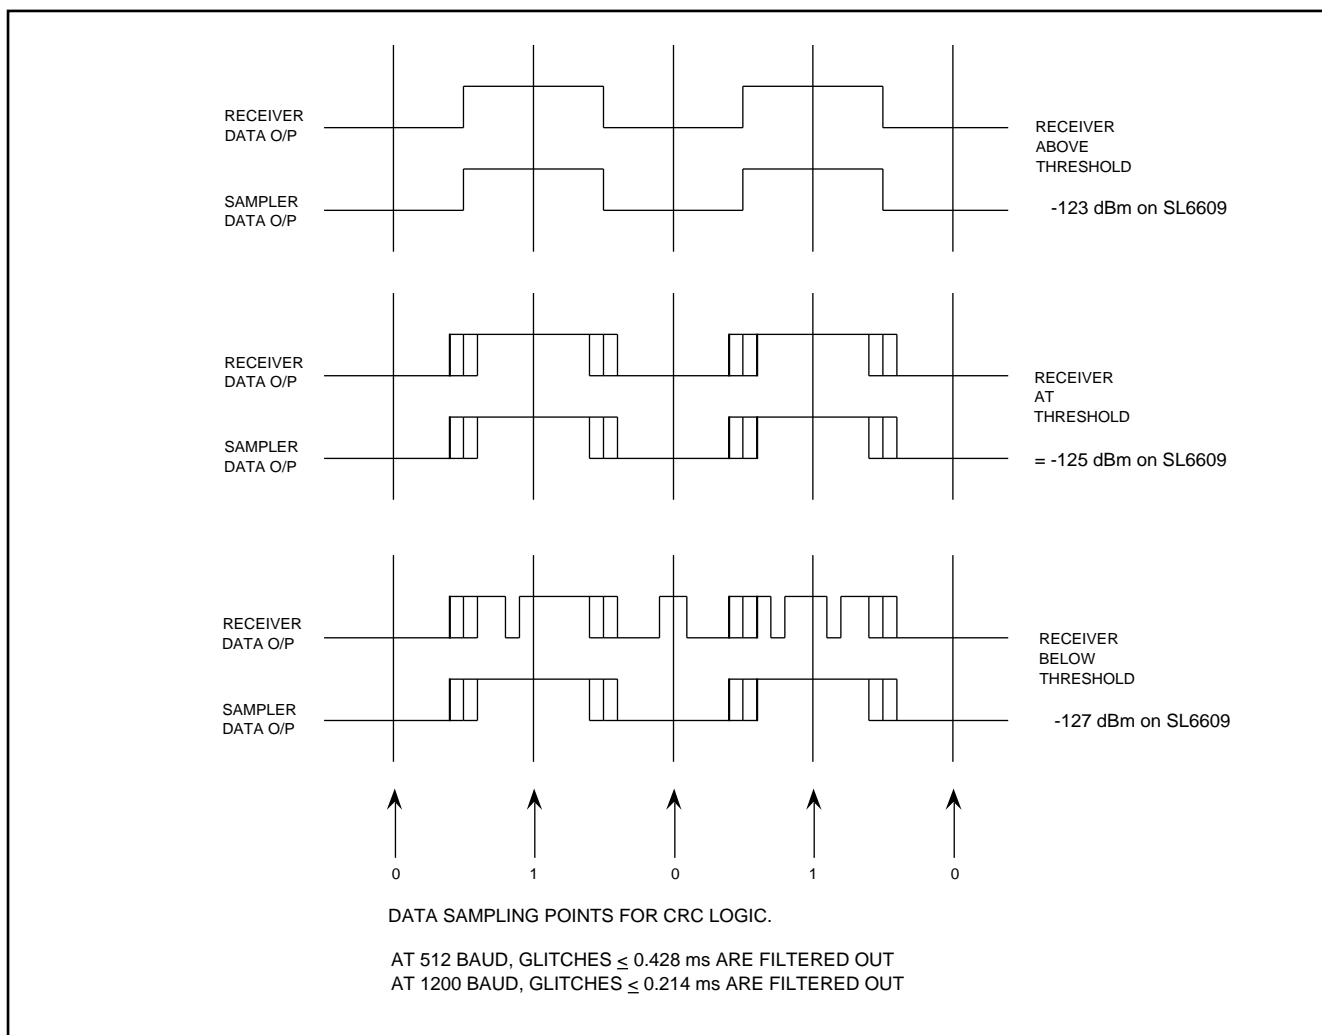 RECEIVER
DATA O/P
SAMPLER
DATA O/P
RECEIVER
ABOVE
THRESHOLD
-123 dBm on SL6609
RECEIVER
DATA O/P
SAMPLER
DATA O/P
RECEIVER
AT
THRESHOLD
= -125 dBm on SL6609
RECEIVER
DATA O/P
SAMPLER
DATA O/P
RECEIVER
BELOW
THRESHOLD
-127 dBm on SL6609
0 1 0 1 0
DATA SAMPLING POINTS FOR CRC LOGIC.
AT 512 BAUD, GLITCHES ≤ 0.428 ms ARE FILTERED OUT
AT 1200 BAUD, GLITCHES ≤ 0.214 ms ARE FILTERED OUT